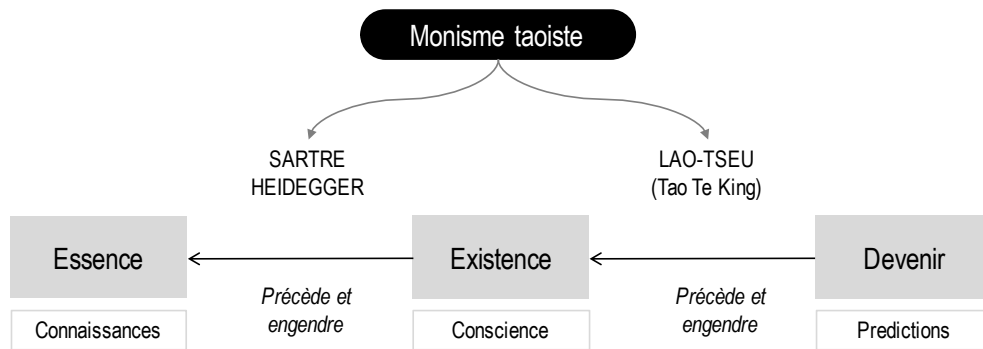 Monisme taoiste
SARTRE
HEIDEGGER
LAO-TSEU
(Tao Te King)
Essence
Existence
Devenir
Précède et
engendre
Précède et
engendre
Connaissances
Conscience
Predictions